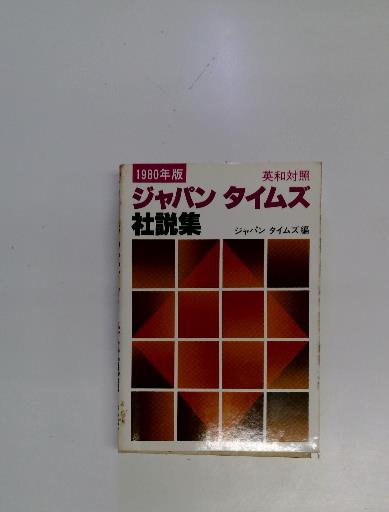 1980年版
英和対照
ジャパン タイムズ
社説集
ジャパン タイムズ編